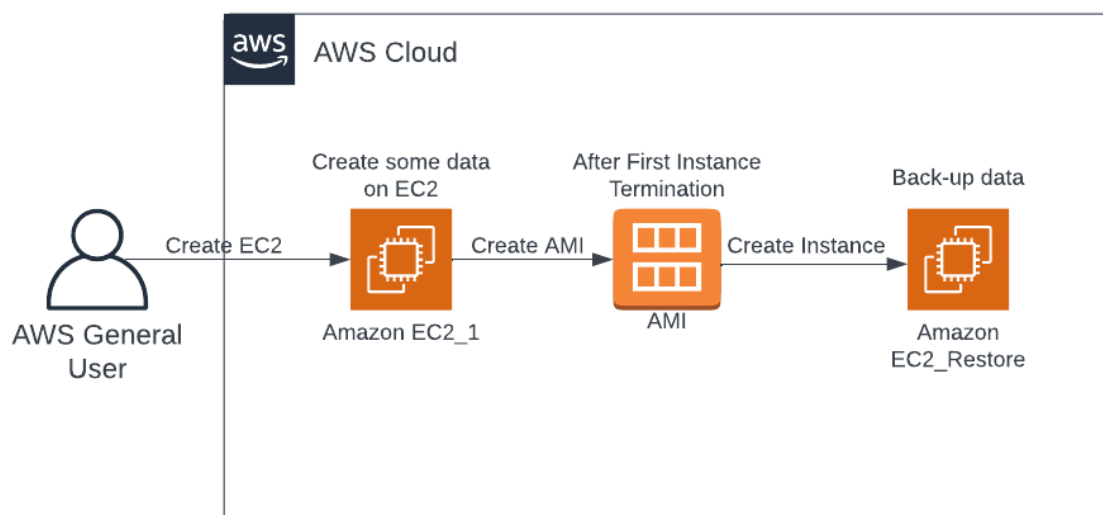 aws
AWS Cloud
Create some data
on EC2
After First Instance
Termination
Back-up data
Create EC2
Create AMI
Create Instance
AWS General
User
Amazon EC2_1
AMI
Amazon
EC2_Restore